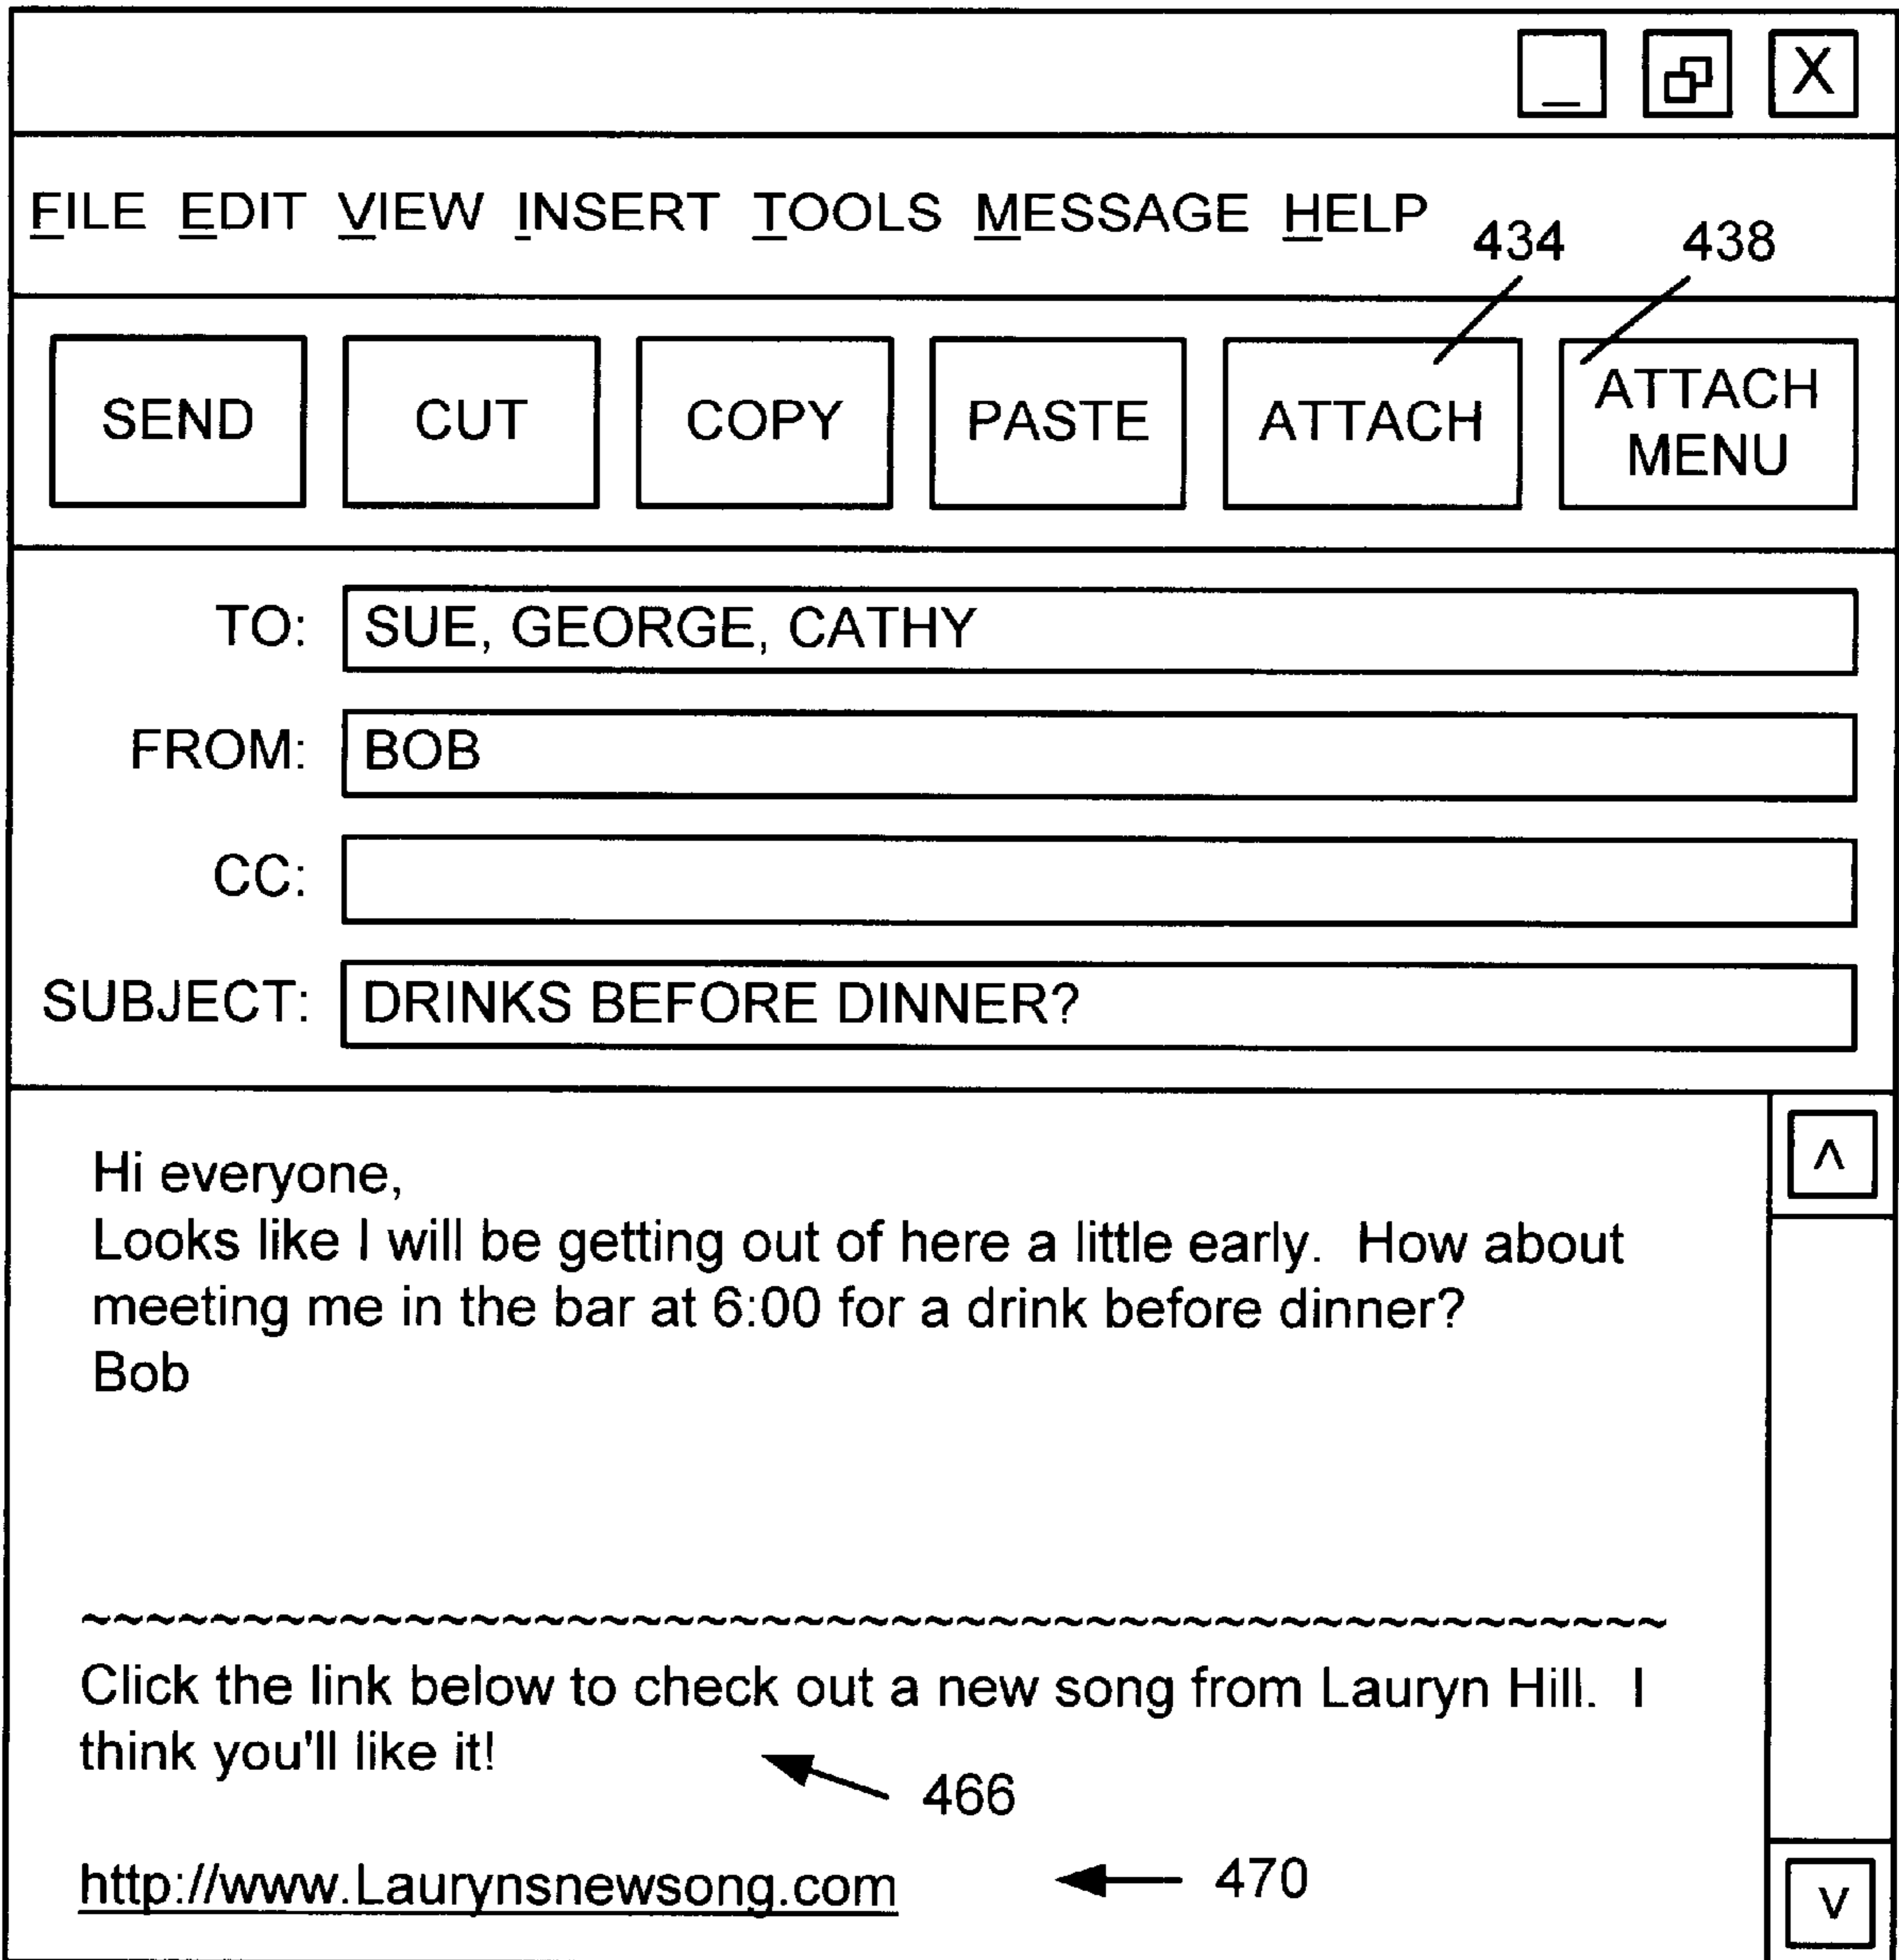 _ X
FILE EDIT VIEW INSERT TOOLS MESSAGE HELP
434 438
SEND CUT COPY PASTE ATTACH ATTACH MENU
TO: SUE, GEORGE, CATHY
FROM: BOB
CC:
SUBJECT: DRINKS BEFORE DINNER?
Hi everyone,
Looks like I will be getting out of here a little early. How about
meeting me in the bar at 6:00 for a drink before dinner?
Bob
~~~~~~~~~~~~~~~~~~~~~~~~~~~~~~~~~~~~~~~~~~~~~~~~
Click the link below to check out a new song from Lauryn Hill. I
think you'll like it!
466
http://www.Laurynsnewsong.com 470